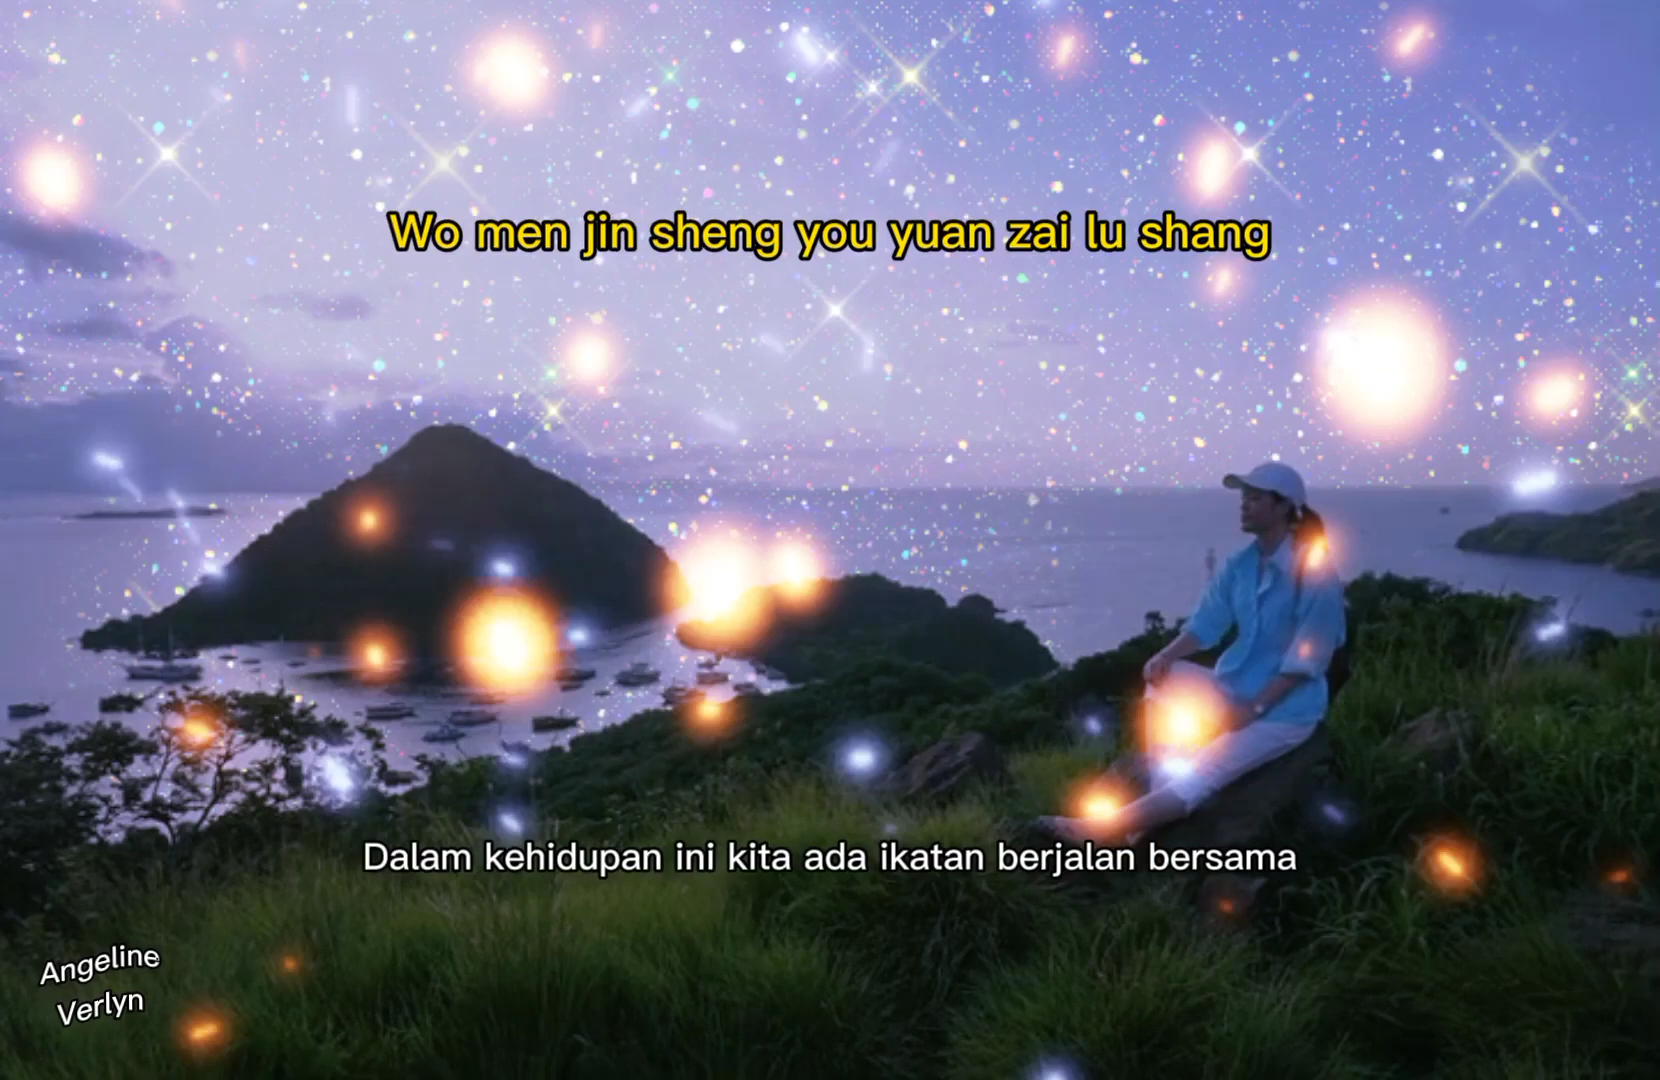 Wo men jin sheng you yuan zai lu shang
Dalam kehidupan ini kita ada ikatan berjalan bersama
Angeline
Verlyn